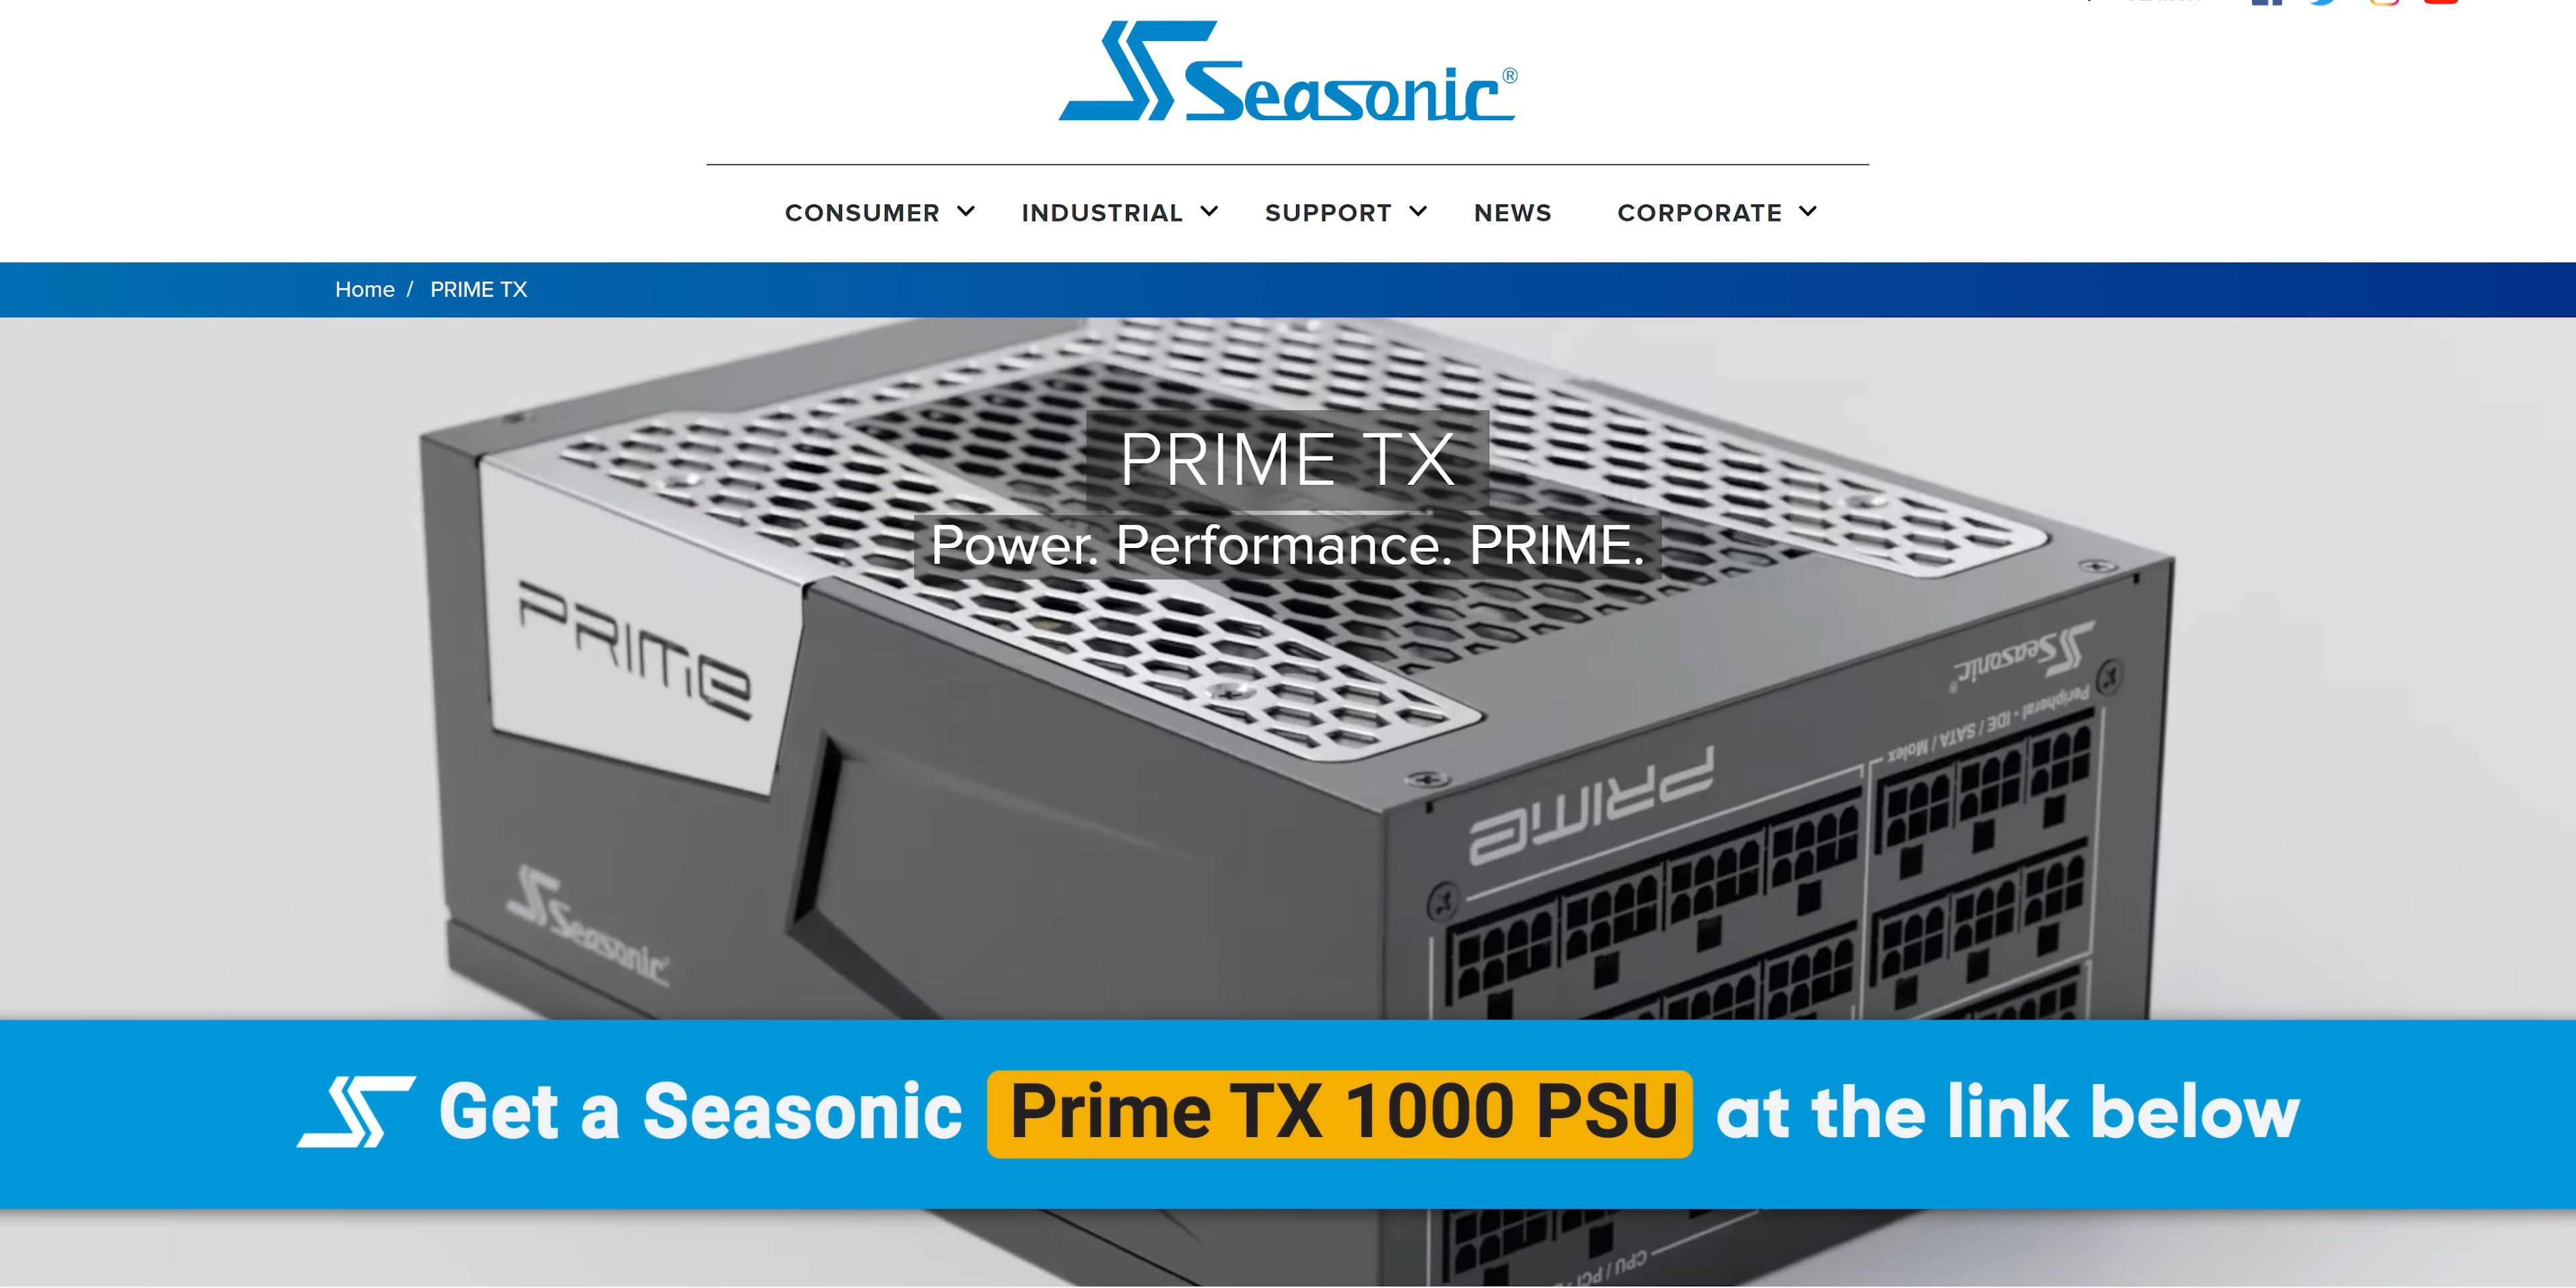 Seasonic®
CONSUMER INDUSTRIAL SUPPORT NEWS CORPORATE
Home / PRIME TX
PRIME TX
Power. Performance. PRIME.
PRIME
Seasonic
Seasonic®
Peripheral - IDE / SATA / Molex
PRIME
Seasonic
Get a Seasonic Prime TX 1000 PSU at the link below
CPU / PCI-